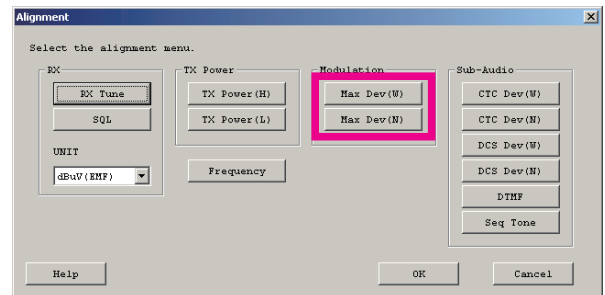 Alignment
Select the alignment menu.
RX
RX Tune
SQL
UNIT
dBuV(EMF)
TX Power
TX Power(H)
TX Power(L)
Frequency
Modulation
Max Dev(W)
Max Dev(N)
Sub-Audio
CTC Dev(W)
CTC Dev(N)
DCS Dev(W)
DCS Dev(N)
DTMF
Seq Tone
Help
OK
Cancel